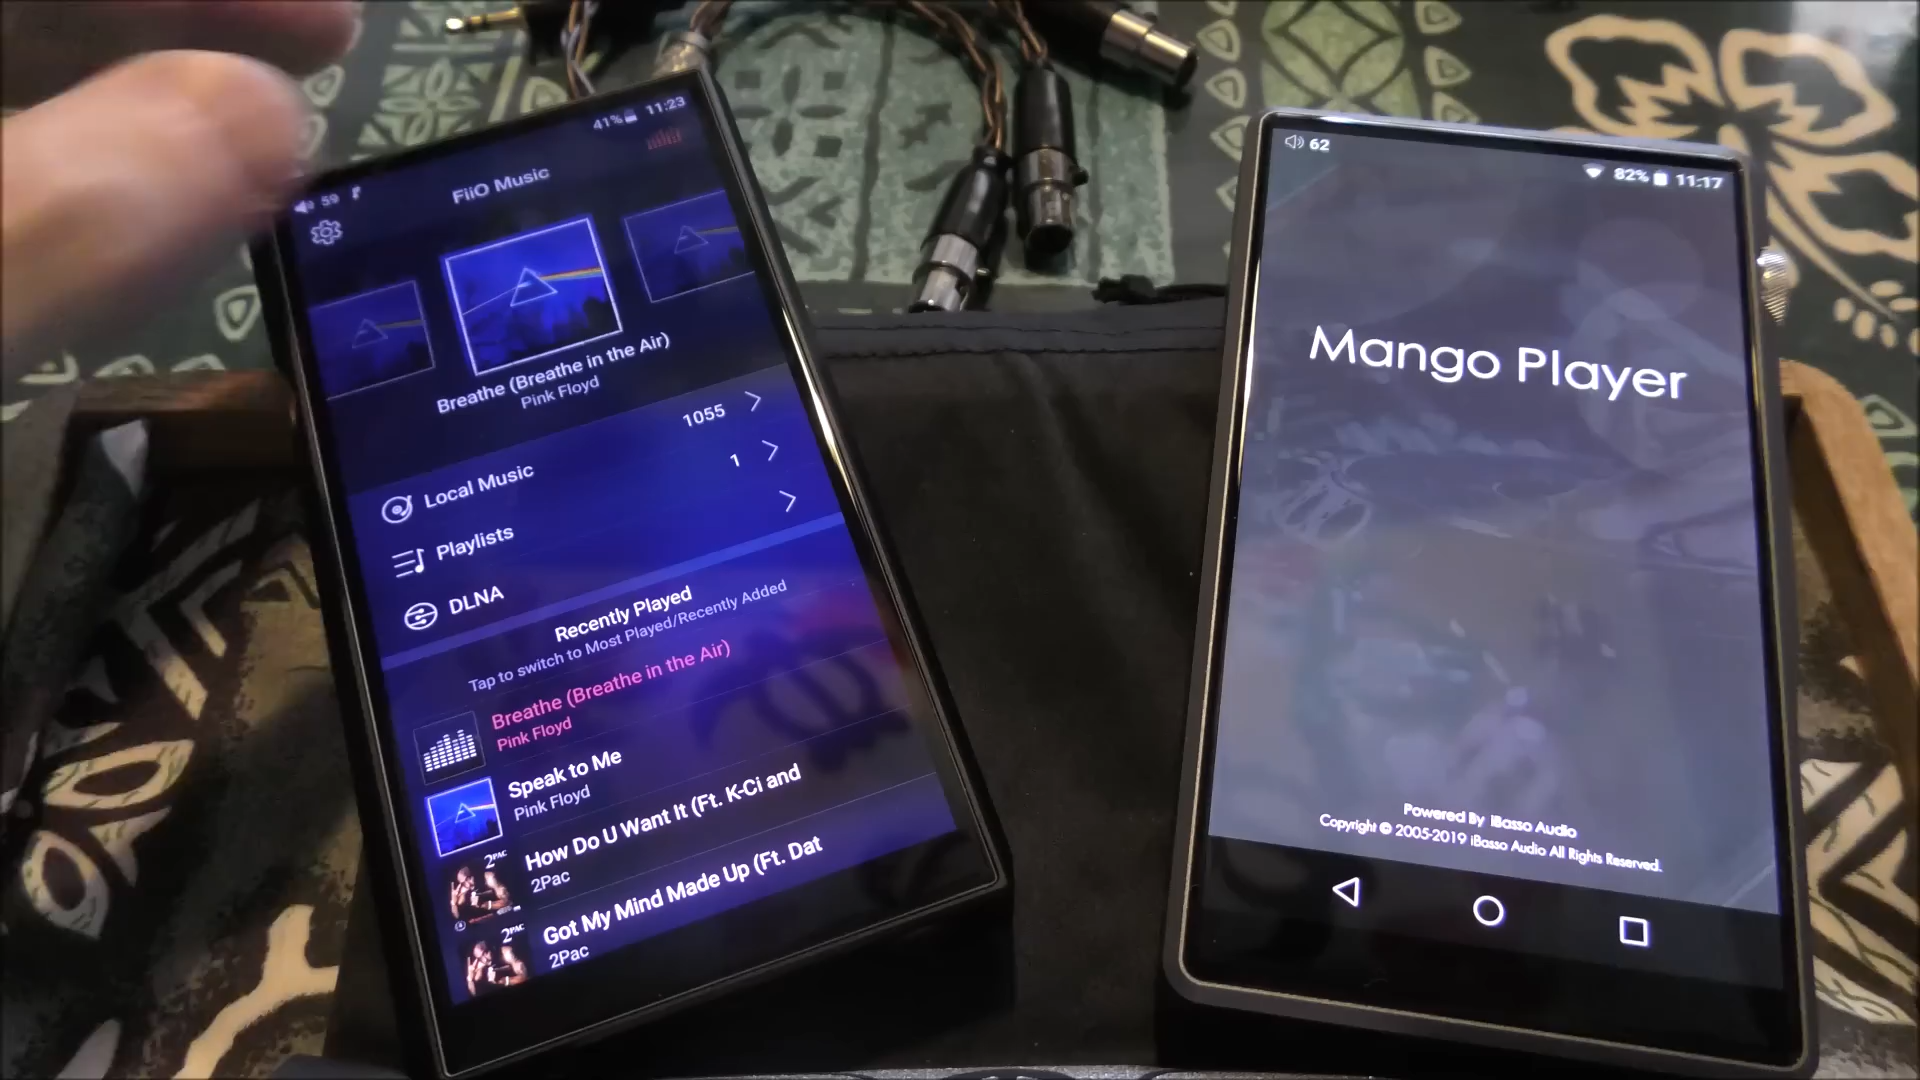 59
41% 11:23
FiiO Music
Breathe (Breathe in the Air)
Pink Floyd
Local Music 1055
Playlists 1
DLNA
Recently Played
Tap to switch to Most Played/Recently Added
Breathe (Breathe in the Air)
Pink Floyd
Speak to Me
Pink Floyd
2PAC
How Do U Want It (Ft. K-Ci and
2Pac
2PAC
Got My Mind Made Up (Ft. Dat
2Pac
62
82% 11:17
Mango Player
Powered By iBasso Audio
Copyright © 2005-2019 iBasso Audio All Rights Reserved.